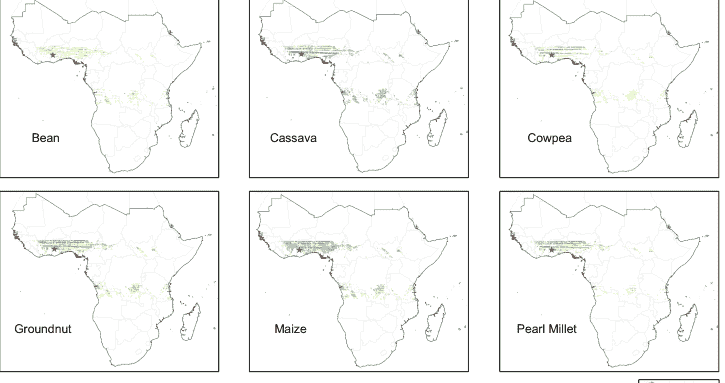 Bean
Cassava
Cowpea
Groundnut
Maize
Pearl Millet